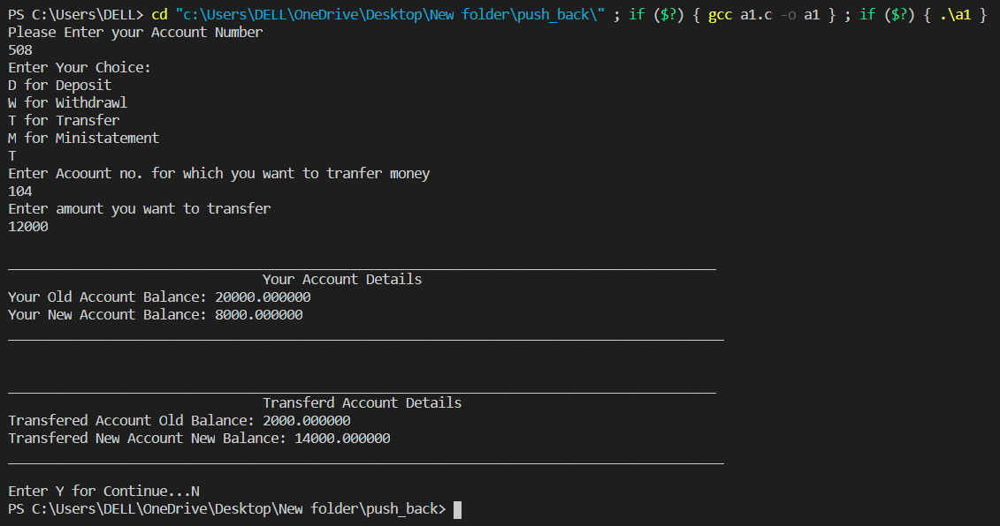 PS C:\Users\DELL> cd "c:\Users\DELL\OneDrive\Desktop\New folder\push_back\" ; if ($?) { gcc a1.c -o a1 } ; if ($?) { .\a1 }
Please Enter your Account Number
508
Enter Your Choice:
D for Deposit
W for Withdrawl
T for Transfer
M for Ministatement
T
Enter Acoount no. for which you want to tranfer money
104
Enter amount you want to transfer
12000
Your Account Details
Your Old Account Balance: 20000.000000
Your New Account Balance: 8000.000000
Transferd Account Details
Transfered Account Old Balance: 2000.000000
Transfered New Account New Balance: 14000.000000
Enter Y for Continue...N
PS C:\Users\DELL\OneDrive\Desktop\New folder\push_back>